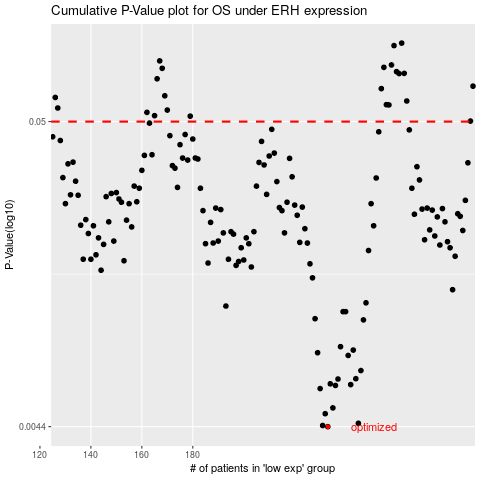 Cumulative P-Value plot for OS under ERH expression
P-Value(log10)
0.05
0.0044
optimized
120 140 160 180
# of patients in 'low exp' group